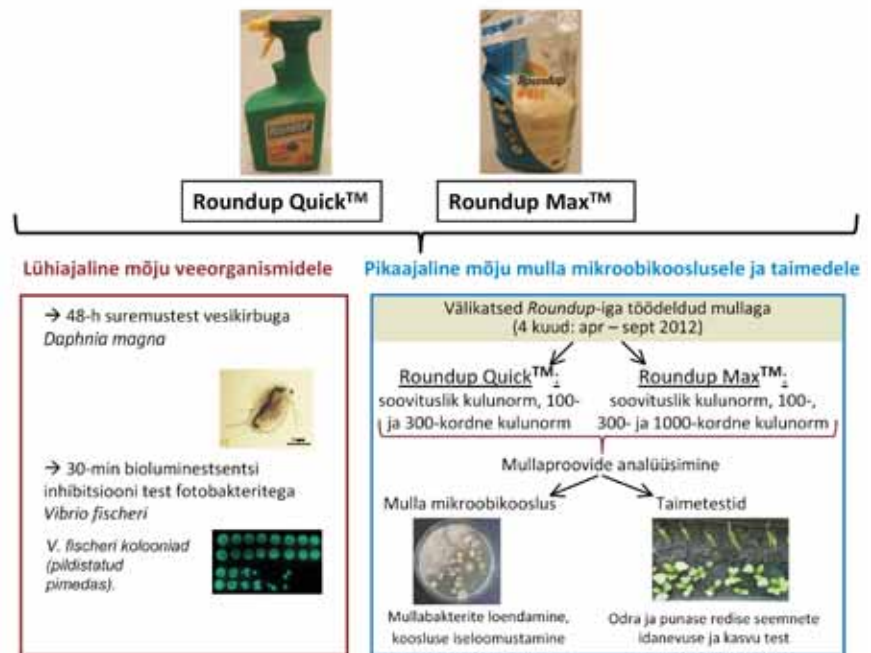 Roundup
Roundup
Roundup Quick™
Roundup Max™
Lühiajaline mõju veeorganismidele
→ 48-h suremustest vesikirbuga
Daphnia magna
→ 30-min bioluminestsentsi
inhibitsiooni test fotobakteritega
Vibrio fischeri
V. fischeri kolooniad
(pildistatud
pimedas).
Pikaajaline mõju mulla mikroobikooslusele ja taimedele
Välikatsed Roundup-iga töödeldud mullaga
(4 kuud: apr – sept 2012)
Roundup Quick™:
soovituslik kulunorm, 100-
ja 300-kordne kulunorm
Roundup Max™:
soovituslik kulunorm, 100-,
300- ja 1000-kordne kulunorm
Mullaproovide analüüsimine
Mulla mikroobikooslus
Mullabakterite loendamine,
koosluse iseloomustamine
Taimetestid
Odra ja punase redise seemnete
idanevuse ja kasvu test